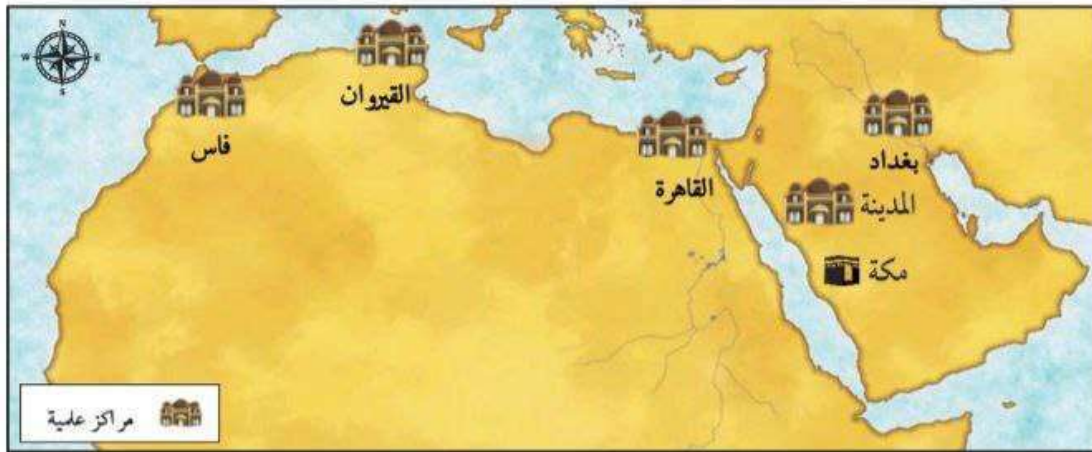 N
W
E
S
القيروان
فاس
القاهرة
بغداد
المدينة
مكة
مراكز علمية